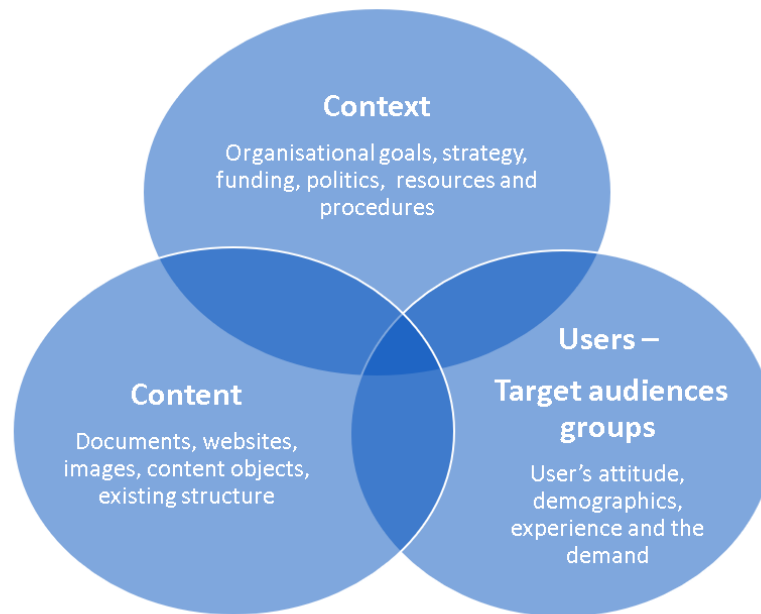 Context
Organisational goals, strategy,
funding, politics, resources and
procedures
Content
Documents, websites,
images, content objects,
existing structure
Users –
Target audiences
groups
User’s attitude,
demographics,
experience and the
demand